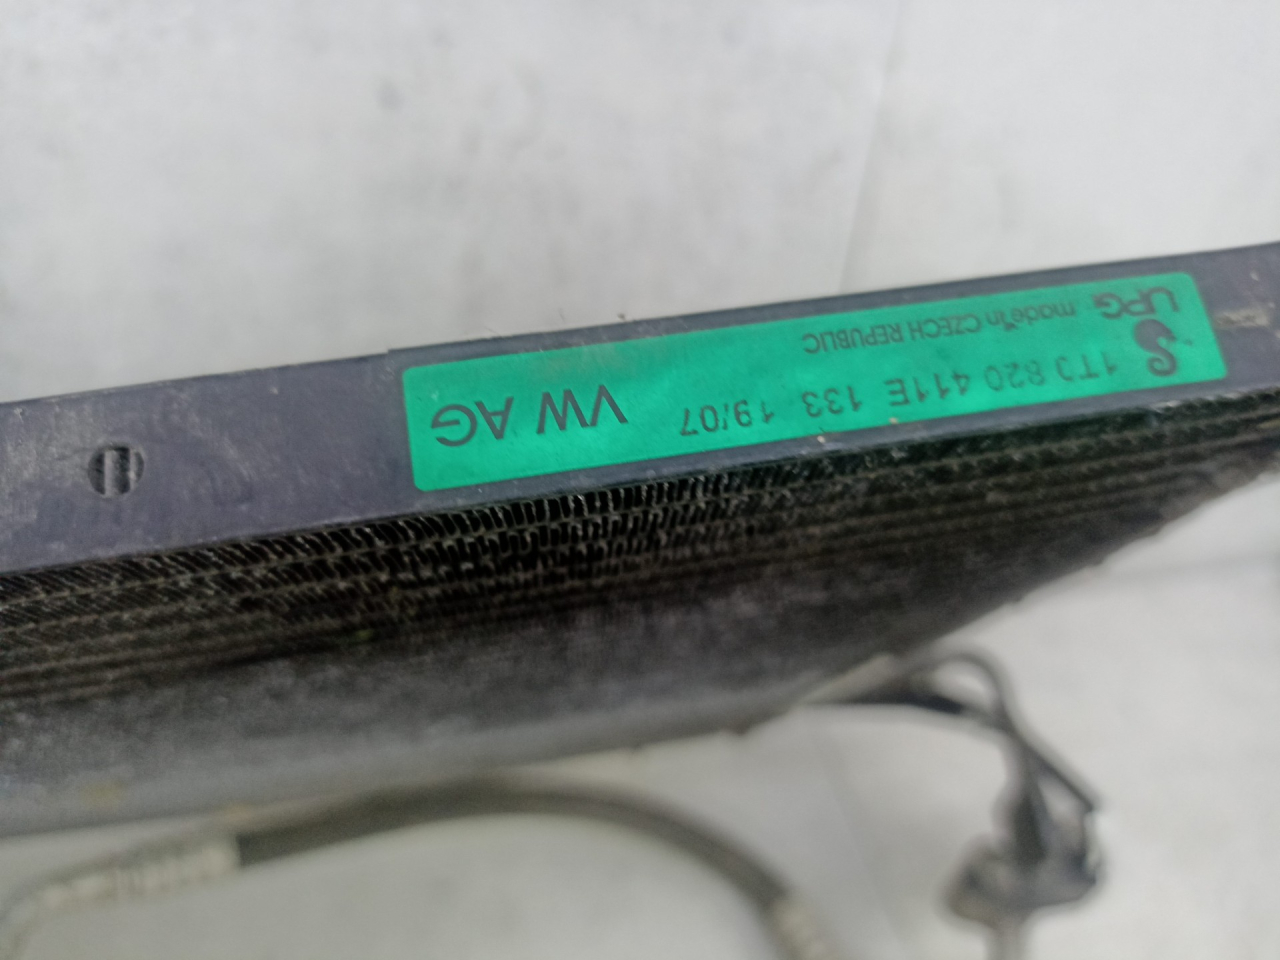 UPG made in CZECH REPUBLIC
1T0 820 411E 133 19/07 VW AG